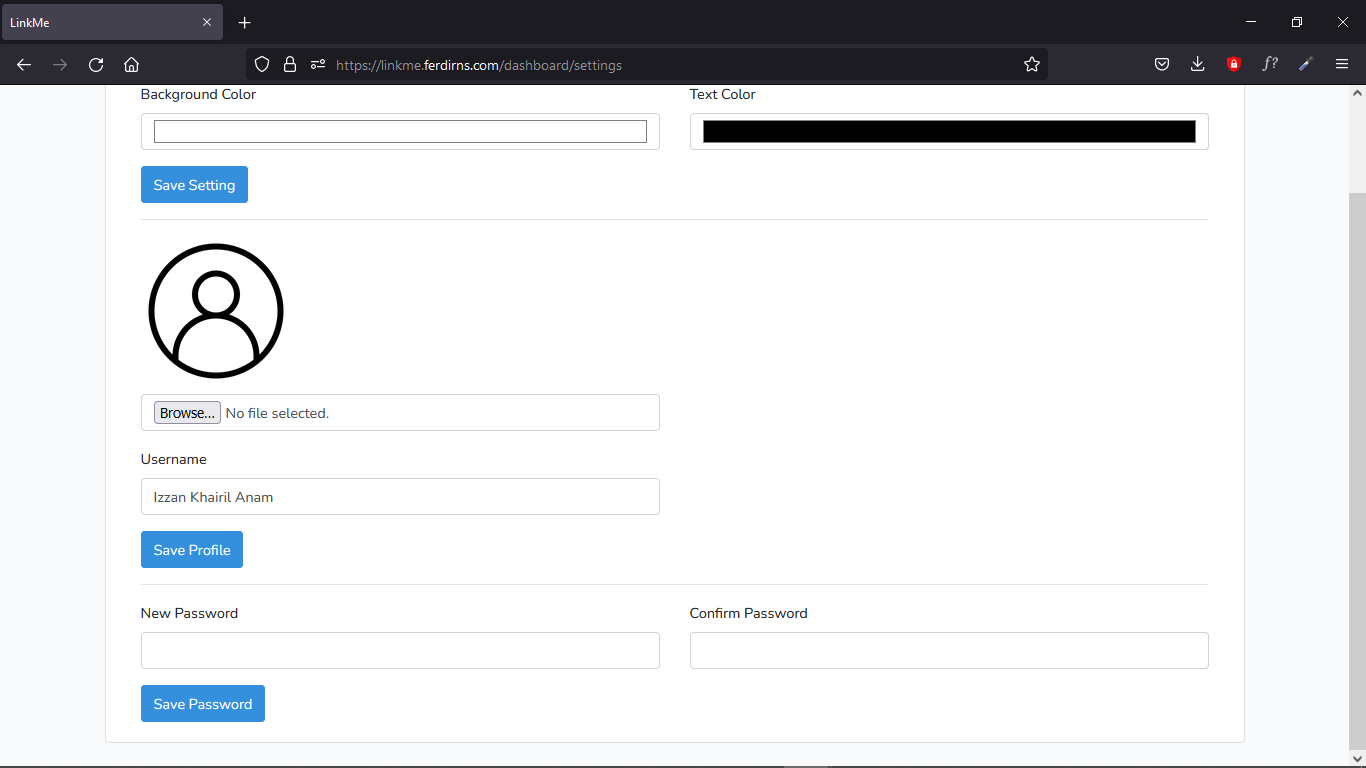 LinkMe
https://linkme.ferdirns.com/dashboard/settings
f?
Background Color
Text Color
Save Setting
Browse... No file selected.
Username
Izzan Khairil Anam
Save Profile
New Password
Confirm Password
Save Password